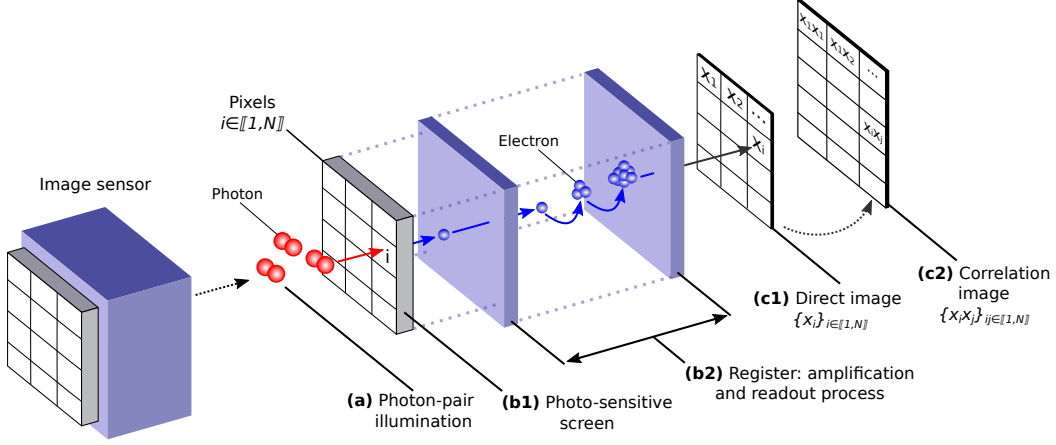 Image sensor
Pixels
i∈⟦1,N⟧
Photon
i
Electron
x₁ x₂ ...
xᵢ
x₁x₁ x₁x₂ ...
xᵢxⱼ
(a) Photon-pair
illumination
(b1) Photo-sensitive
screen
(b2) Register: amplification
and readout process
(c1) Direct image
{xᵢ}i∈⟦1,N⟧
(c2) Correlation
image
{xᵢxⱼ}ij∈⟦1,N⟧